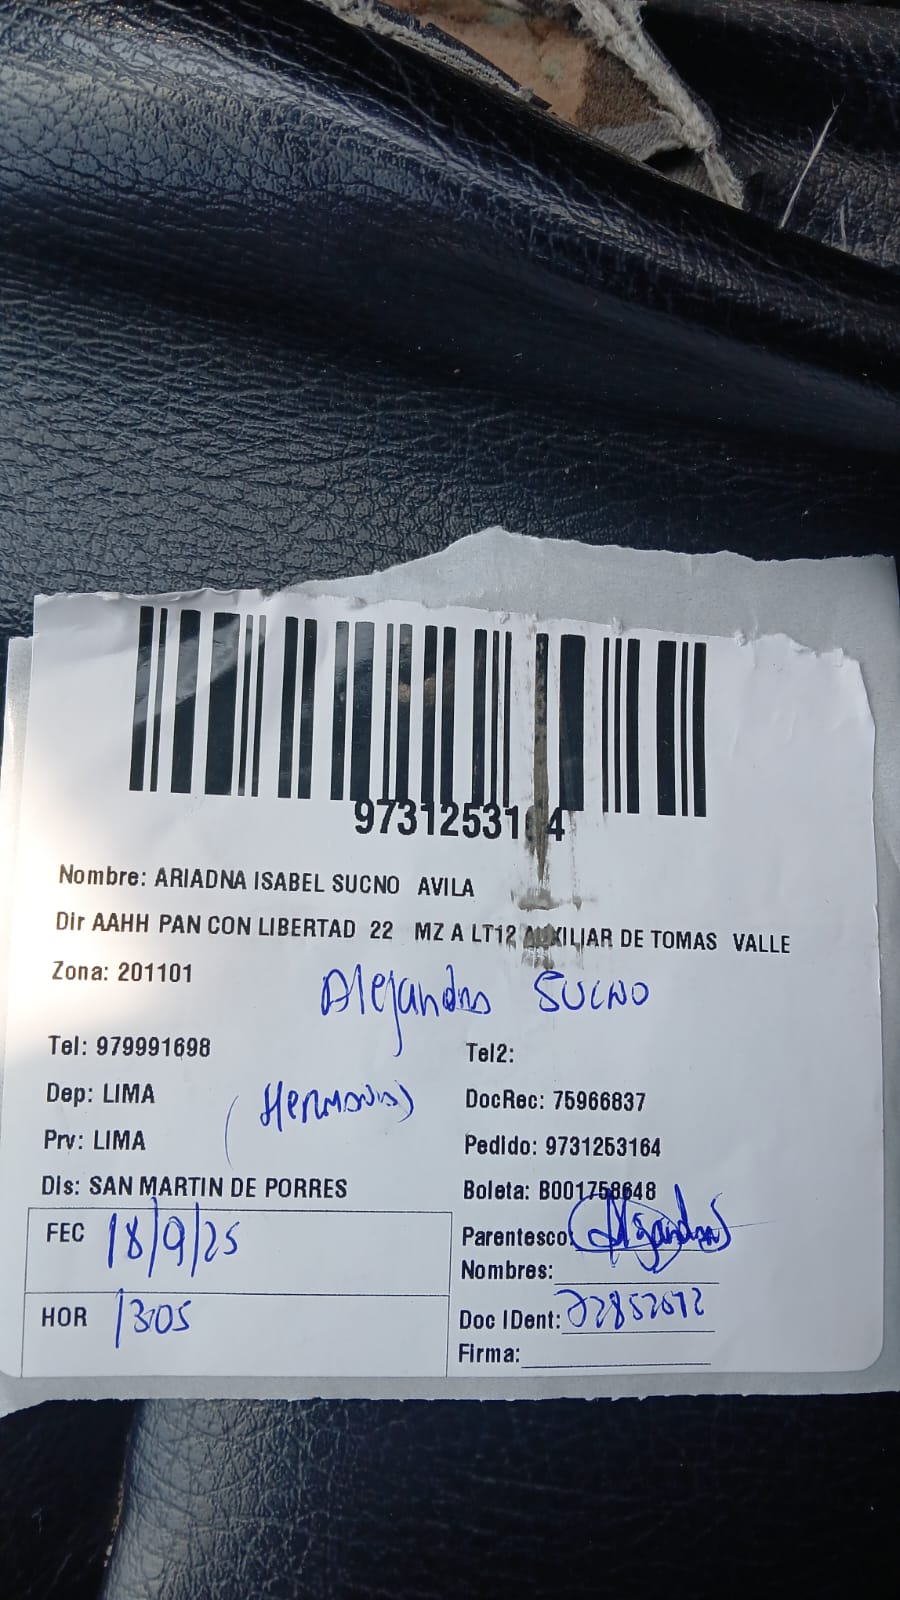 9731253164
Nombre: ARIADNA ISABEL SUCNO AVILA
Dir AAHH PAN CON LIBERTAD 22 MZ A LT12 AUXILIAR DE TOMAS VALLE
Zona: 201101
Alejandro SUCNO
Tel: 979991698
Tel2:
(Hermano)
Dep: LIMA
DocRec: 75966837
Prv: LIMA
Pedido: 9731253164
Dis: SAN MARTIN DE PORRES
Boleta: B001758648
FEC 18/9/25
Parentesco:
Nombres:
HOR 1305
Doc IDent:
Firma: